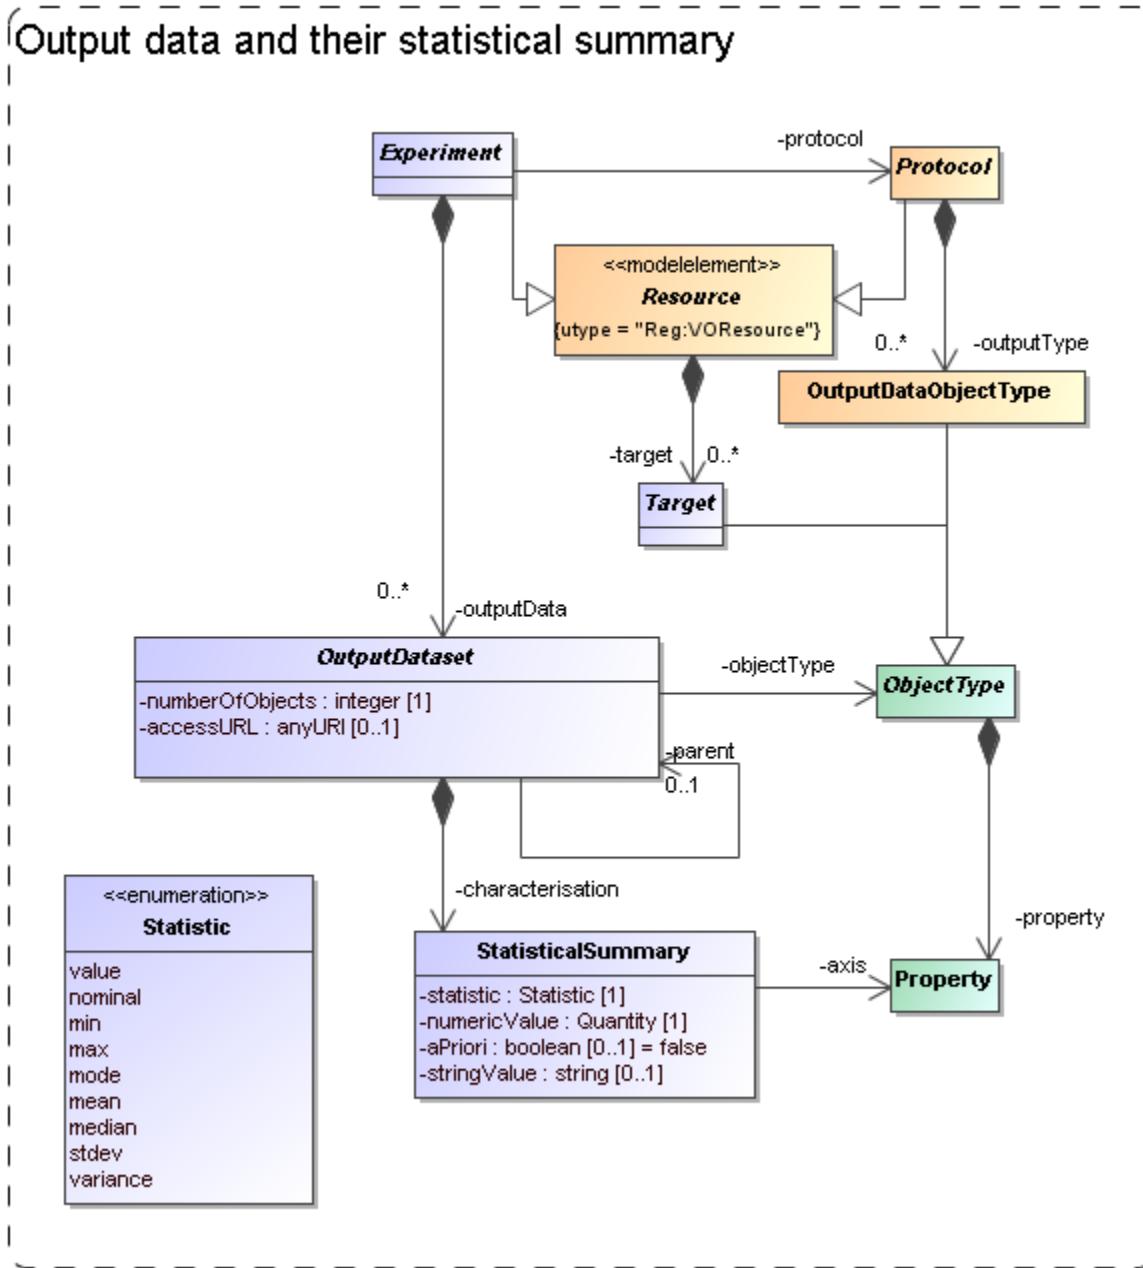 Output data and their statistical summary
-protocol
Experiment
Protocol
<<modelelement>>
Resource
{utype = "Reg:VOResource"}
0..*
-outputType
OutputDataObjectType
-target
0..*
Target
0..*
-outputData
OutputDataset
-numberOfObjects : integer [1]
-accessURL : anyURI [0..1]
-objectType
ObjectType
-parent
0..1
<<enumeration>>
Statistic
value
nominal
min
max
mode
mean
median
stdev
variance
-characterisation
-property
StatisticalSummary
-statistic : Statistic [1]
-numericValue : Quantity [1]
-aPriori : boolean [0..1] = false
-stringValue : string [0..1]
-axis
Property